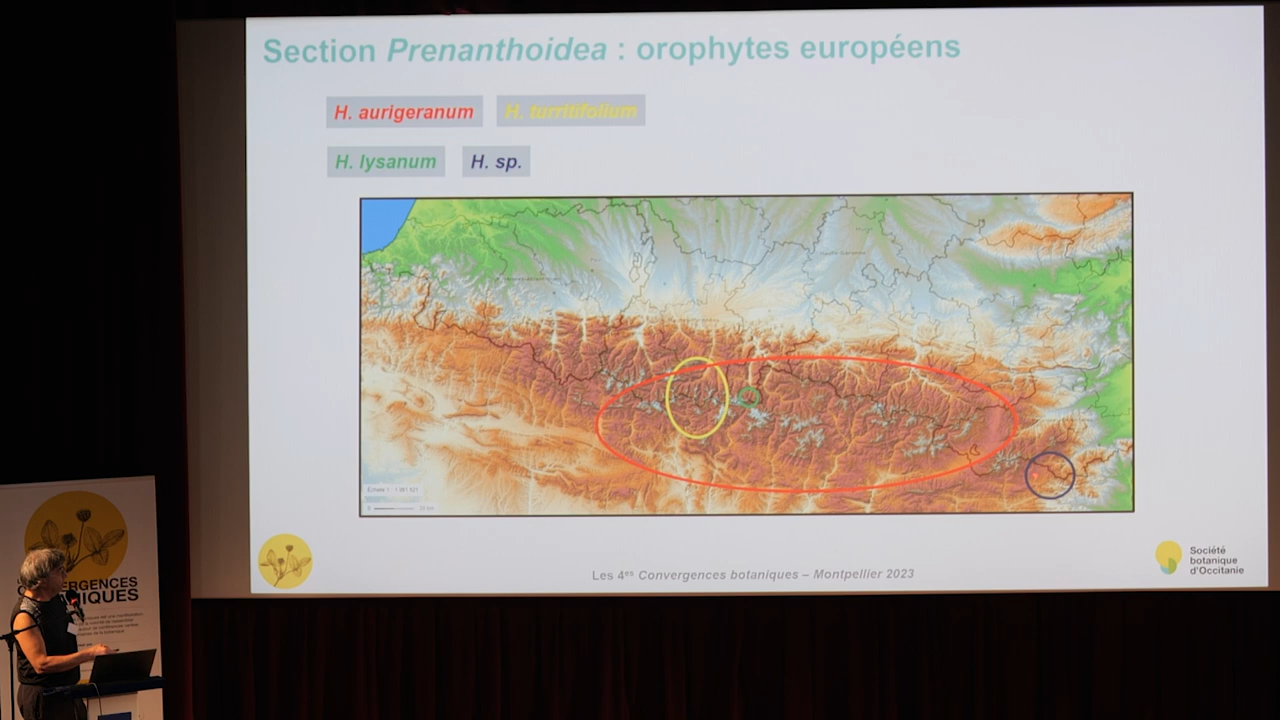 Section Prenanthoidea : orophytes européens
H. aurigeranum
H. turritifolium
H. lysanum
H. sp.
Les 4es Convergences botaniques – Montpellier 2023
Société
botanique
d'Occitanie